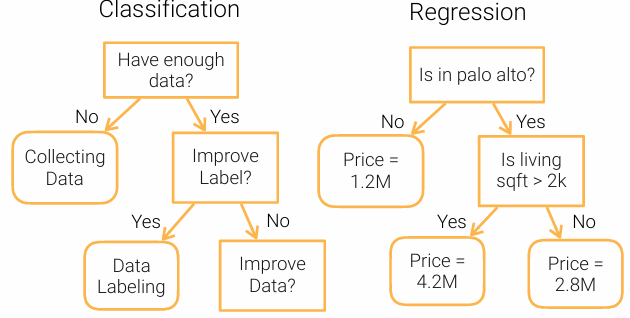 Classification
Have enough
data?
No
Yes
Collecting
Data
Improve
Label?
Yes
No
Data
Labeling
Improve
Data?
Regression
Is in palo alto?
No
Yes
Price =
1.2M
Is living
sqft > 2k
Yes
No
Price =
4.2M
Price =
2.8M